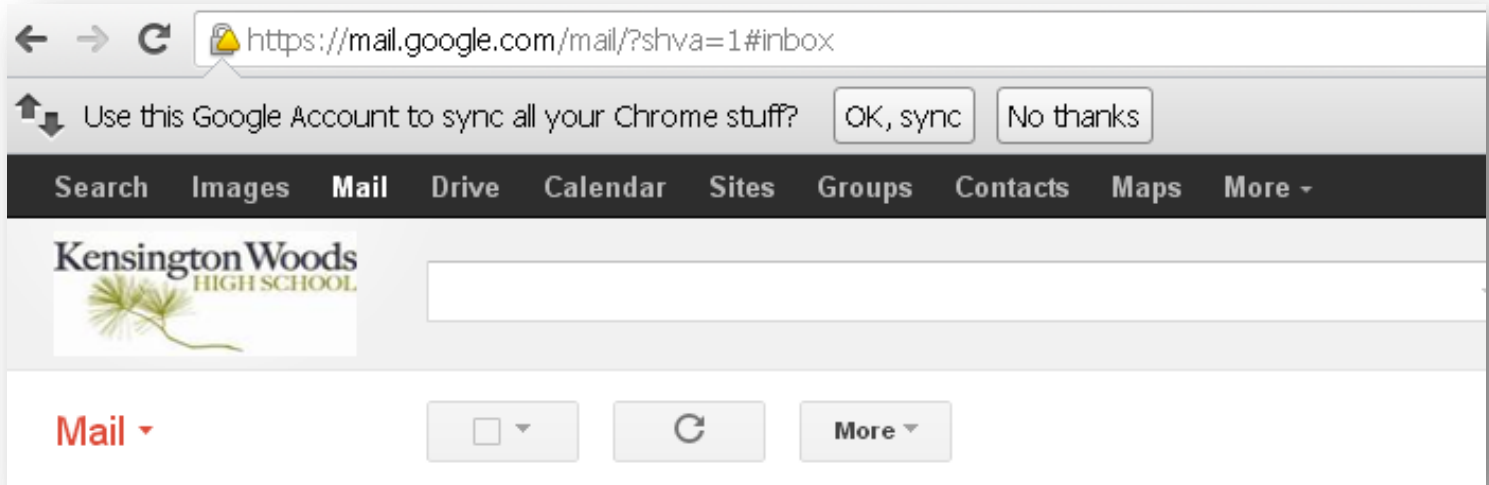 https://mail.google.com/mail/?shva=1#inbox
Use this Google Account to sync all your Chrome stuff? OK, sync No thanks
Search Images Mail Drive Calendar Sites Groups Contacts Maps More
Kensington Woods
HIGH SCHOOL
Mail More